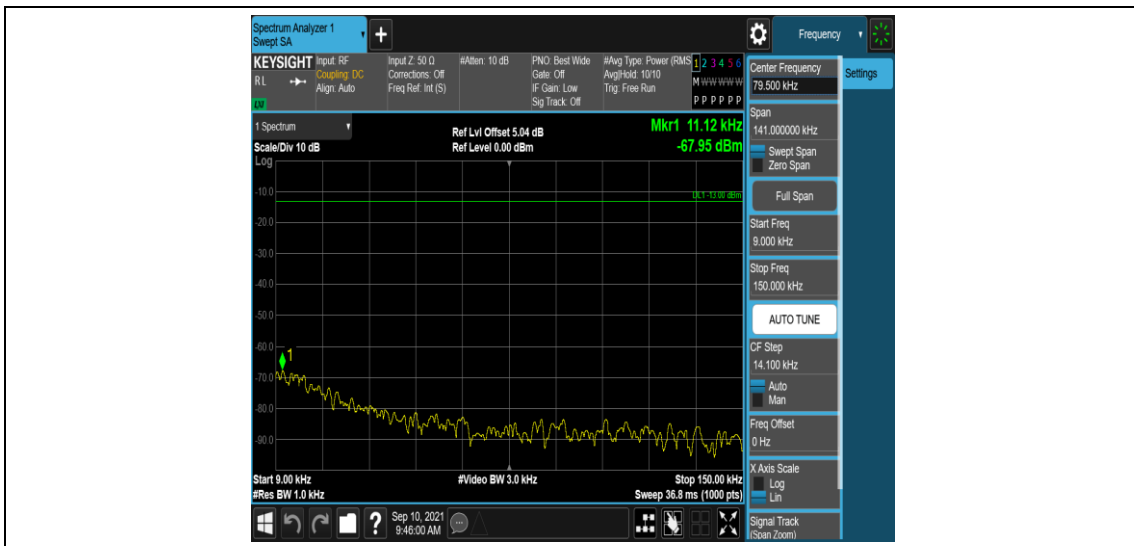 Spectrum Analyzer 1
Swept SA
+
Frequency
KEYSIGHT
RL
LXI
Input: RF
Coupling: DC
Align: Auto
Input Z: 50 Ω
Corrections: Off
Freq Ref: Int (S)
#Atten: 10 dB
PNO: Best Wide
Gate: Off
IF Gain: Low
Sig Track: Off
#Avg Type: Power (RMS
Avg|Hold: 10/10
Trig: Free Run
1 2 3 4 5 6
M W W W W W
P P P P P P
1 Spectrum
Scale/Div 10 dB
Ref Lvl Offset 5.04 dB
Ref Level 0.00 dBm
Mkr1 11.12 kHz
-67.95 dBm
Log
-10.0
DL1 -13.00 dBm
-20.0
-30.0
-40.0
-50.0
-60.0
1
-70.0
-80.0
-90.0
Start 9.00 kHz
#Res BW 1.0 kHz
#Video BW 3.0 kHz
Stop 150.00 kHz
Sweep 36.8 ms (1000 pts)
Center Frequency
79.500 kHz
Settings
Span
141.000000 kHz
Swept Span
Zero Span
Full Span
Start Freq
9.000 kHz
Stop Freq
150.000 kHz
AUTO TUNE
CF Step
14.100 kHz
Auto
Man
Freq Offset
0 Hz
X Axis Scale
Log
Lin
Signal Track
(Span Zoom)
?
Sep 10, 2021
9:46:00 AM